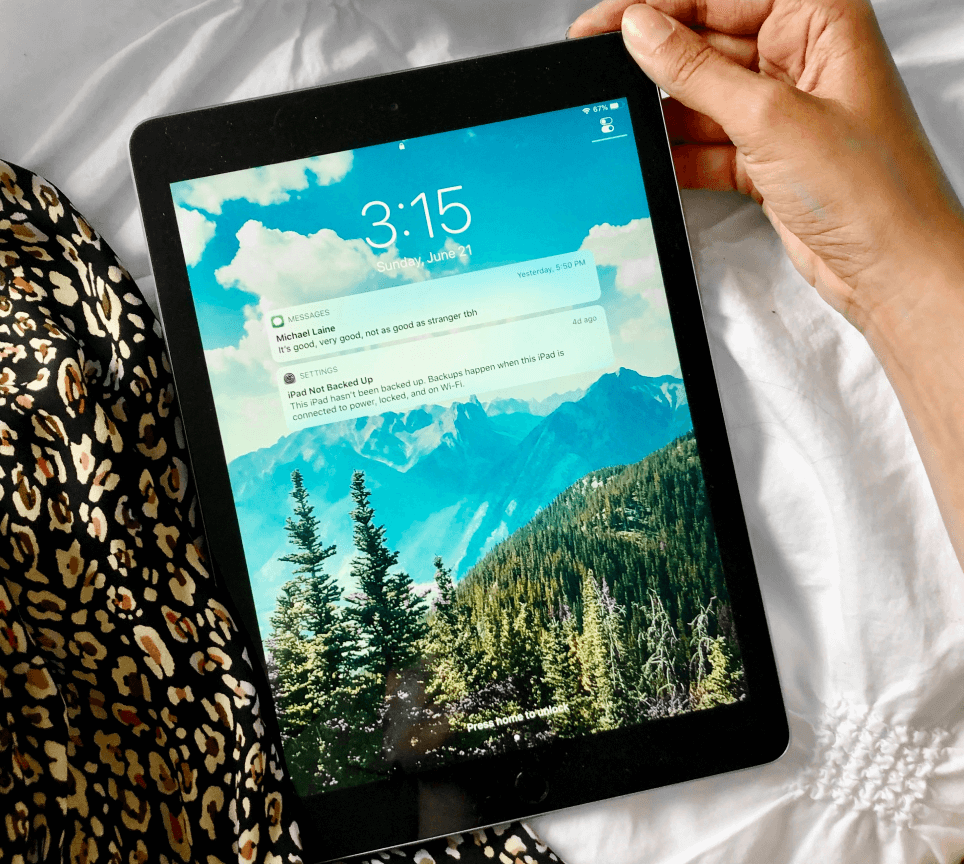 67%
3:15
Sunday, June 21
MESSAGES
Yesterday, 5:50 PM
Michael Laine
It's good, very good, not as good as stranger tbh
SETTINGS
4d ago
iPad Not Backed Up
This iPad hasn't been backed up. Backups happen when this iPad is
connected to power, locked, and on Wi-Fi.
Press home to unlock